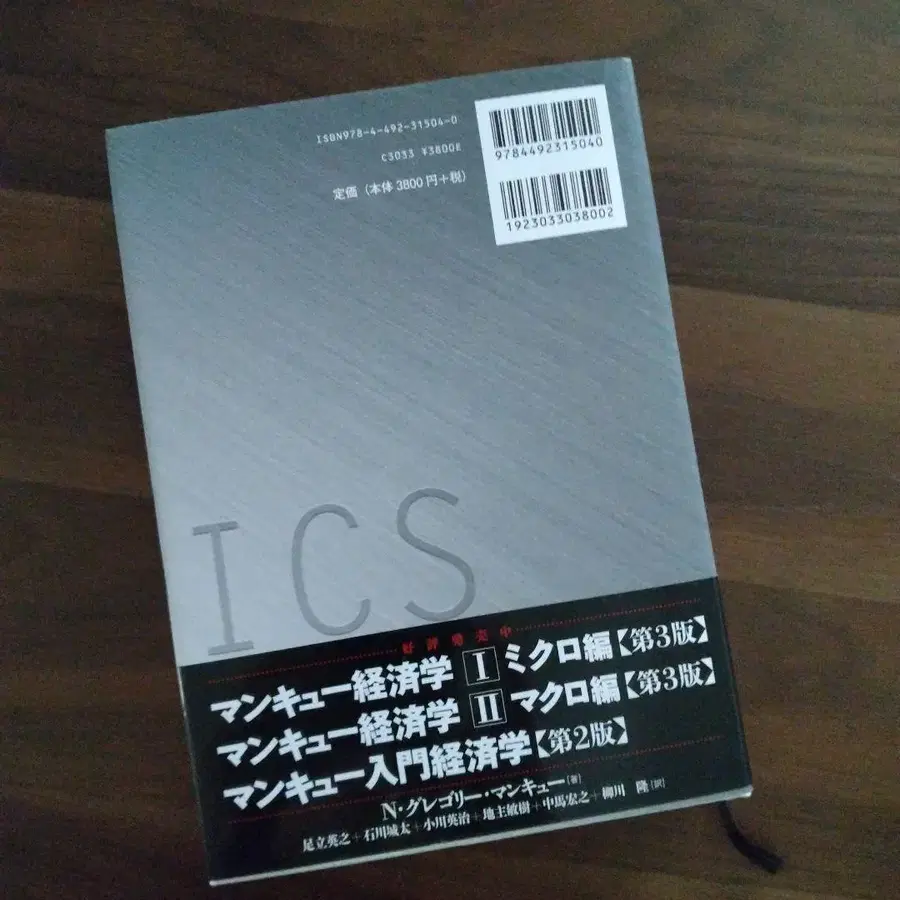 ISBN978-4-492-31504-0
C3033 ¥3800E
定価（本体3800円+税）
9784492315040
1923033038002
ICS
好評発売中
マンキュー経済学 Ⅰ ミクロ編【第3版】
マンキュー経済学 Ⅱ マクロ編【第3版】
マンキュー入門経済学【第2版】
N・グレゴリー・マンキュー［著］
足立英之+石川城太+小川英治+地主敏樹+中馬宏之+柳川 隆［訳］